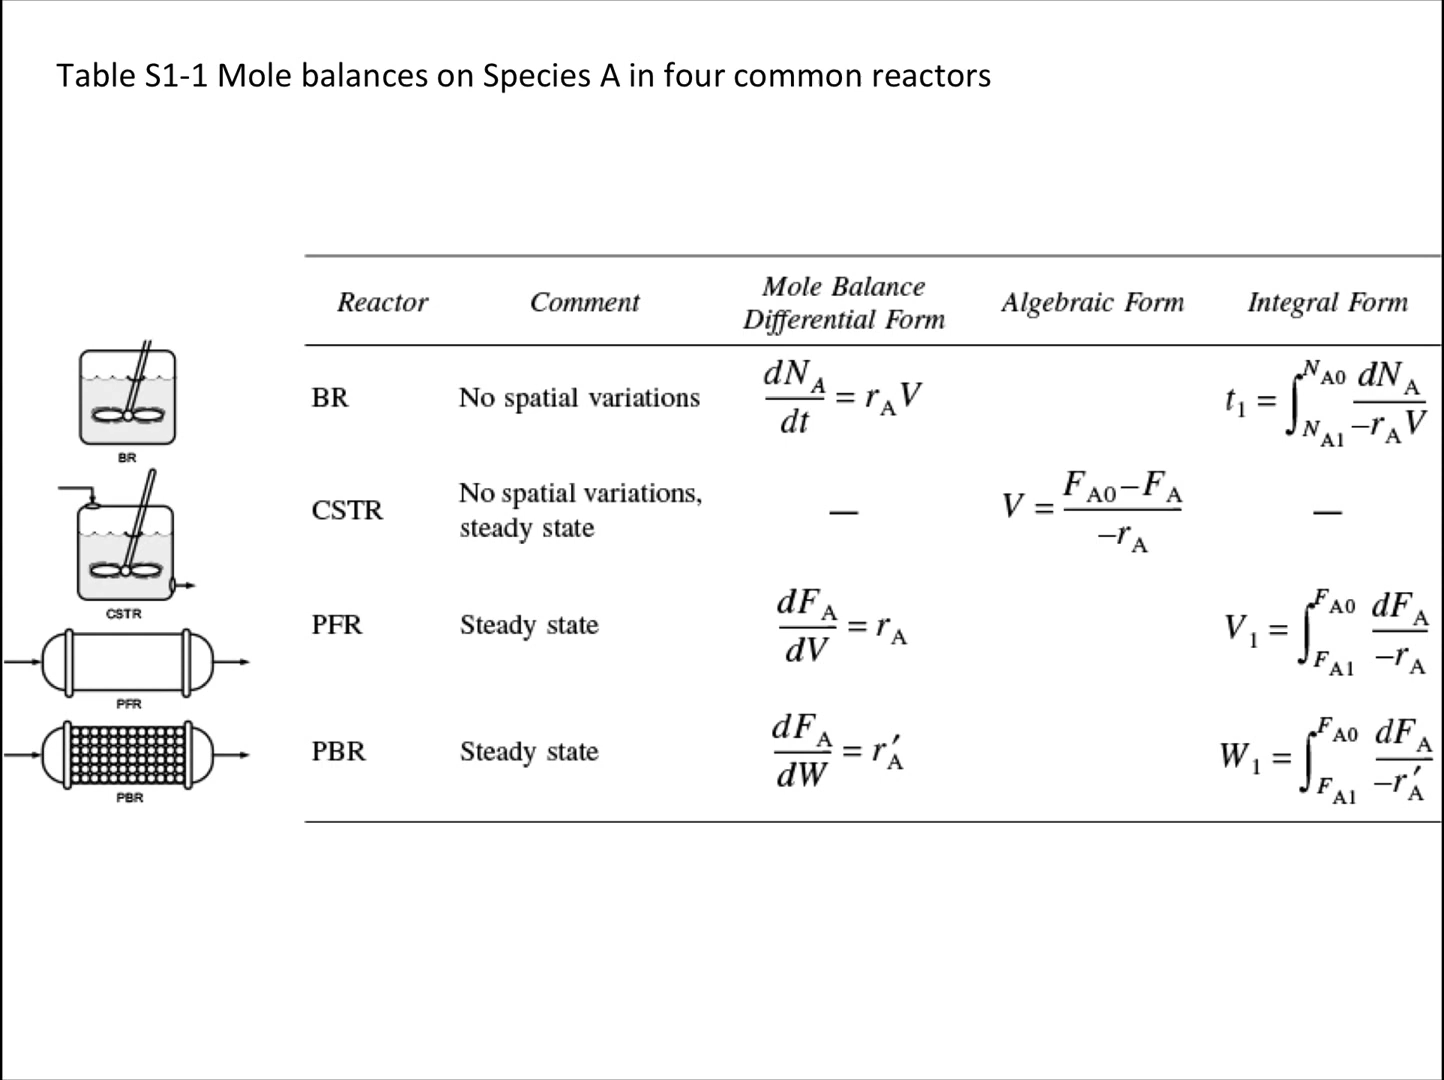 Table S1-1 Mole balances on Species A in four common reactors
Reactor Comment Mole Balance Differential Form Algebraic Form Integral Form
BR
BR No spatial variations dN_A/dt = r_A V t_1 = ∫_{N_A1}^{N_A0} dN_A/−r_A V
CSTR No spatial variations, steady state — V = F_A0−F_A/−r_A —
CSTR
PFR Steady state dF_A/dV = r_A V_1 = ∫_{F_A1}^{F_A0} dF_A/−r_A
PFR
PBR Steady state dF_A/dW = r′_A W_1 = ∫_{F_A1}^{F_A0} dF_A/−r′_A
PBR